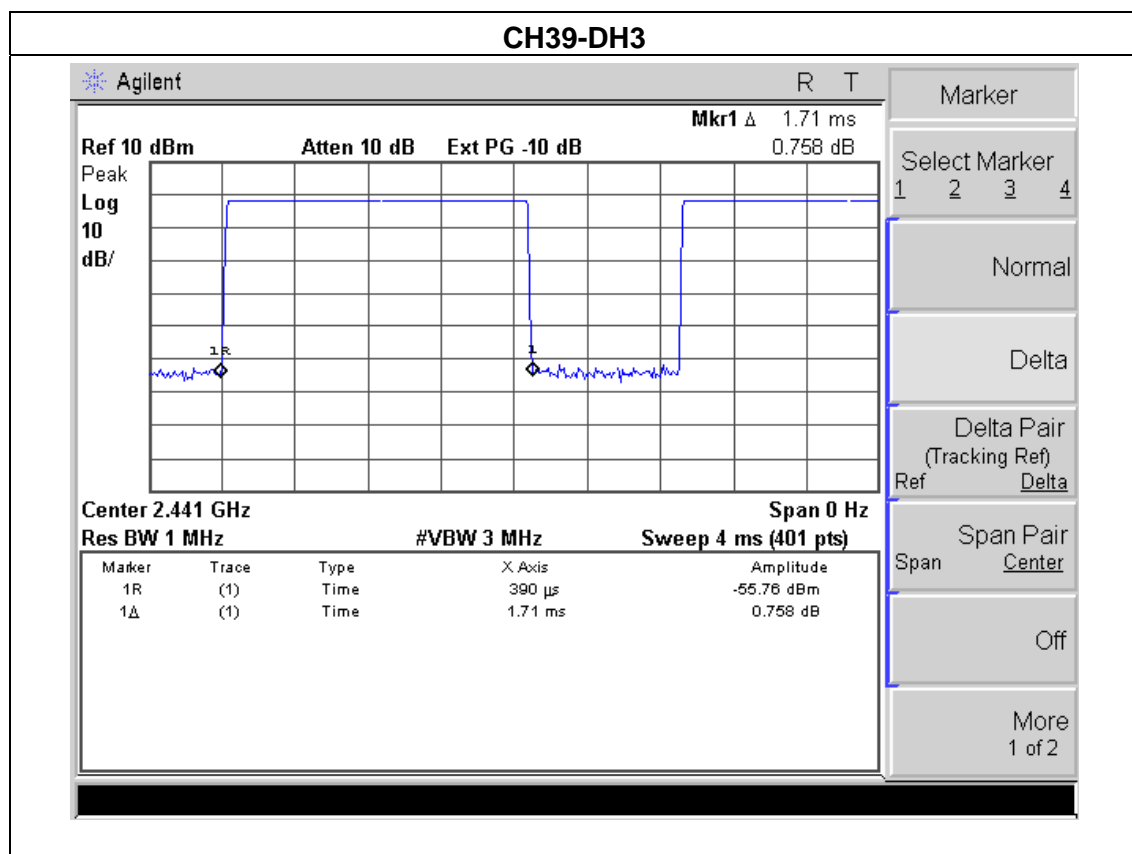 CH39-DH3
Agilent R T
Mkr1 Δ 1.71 ms
Ref 10 dBm Atten 10 dB Ext PG -10 dB 0.758 dB
Peak
Log
10
dB/
1R
1
Center 2.441 GHz Span 0 Hz
Res BW 1 MHz #VBW 3 MHz Sweep 4 ms (401 pts)
Marker Trace Type X Axis Amplitude
1R (1) Time 390 µs -55.76 dBm
1Δ (1) Time 1.71 ms 0.758 dB
Marker
Select Marker
1 2 3 4
Normal
Delta
Delta Pair
(Tracking Ref)
Ref Delta
Span Pair
Span Center
Off
More
1 of 2